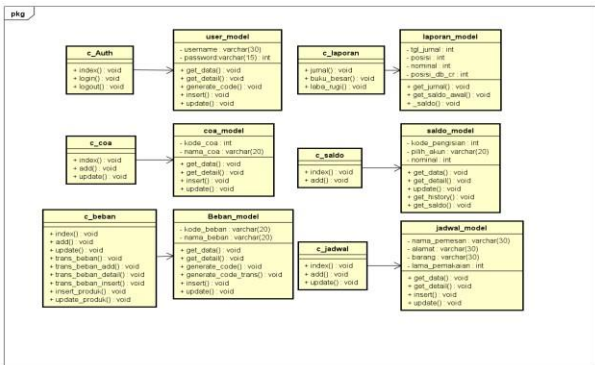 pkg
c_Auth
+ index() : void
+ login() : void
+ logout() : void
user_model
- username : varchar(30)
- password:varchar(15) : int
+ get_data() : void
+ get_detail() : void
+ generate_code() : void
+ insert() : void
+ update() : void
c_laporan
+ jurnal() : void
+ buku_besar() : void
+ laba_rugi() : void
laporan_model
- tgl_jurnal : int
- posisi : int
- nominal : int
- posisi_db_cr : int
+ get_jurnal() : void
+ get_saldo_awal() : void
+ _saldo() : void
c_coa
+ index() : void
+ add() : void
+ update() : void
coa_model
- kode_coa : int
- nama_coa : varchar(20)
+ get_data() : void
+ get_detail() : void
+ insert() : void
+ update() : void
c_saldo
+ index() : void
+ add() : void
saldo_model
- kode_pengisian : int
- pilih_akun : varchar(20)
- nominal : int
+ get_data() : void
+ get_detail() : void
+ update() : void
+ get_history() : void
+ get_saldo() : void
c_beban
+ index() : void
+ add() : void
+ update() : void
+ trans_beban() : void
+ trans_beban_add() : void
+ trans_beban_detail() : void
+ trans_beban_insert() : void
+ insert_produk() : void
+ update_produk() : void
Beban_model
- kode_beban : varchar(20)
- nama_beban : varchar(20)
+ get_data() : void
+ get_detail() : void
+ generate_code() : void
+ generate_code_trans() : void
+ insert() : void
+ update() : void
c_jadwal
+ index() : void
+ add() : void
+ update() : void
jadwal_model
- nama_pemesan : varchar(30)
- alamat : varchar(30)
- barang : varchar(30)
- lama_pemakaian : int
+ get_data() : void
+ get_detail() : void
+ insert() : void
+ update() : void